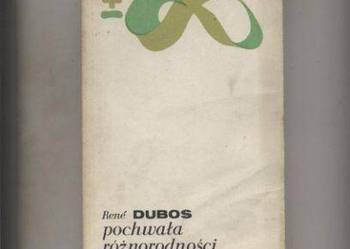 ±
René DUBOS
pochwała
różnorodności